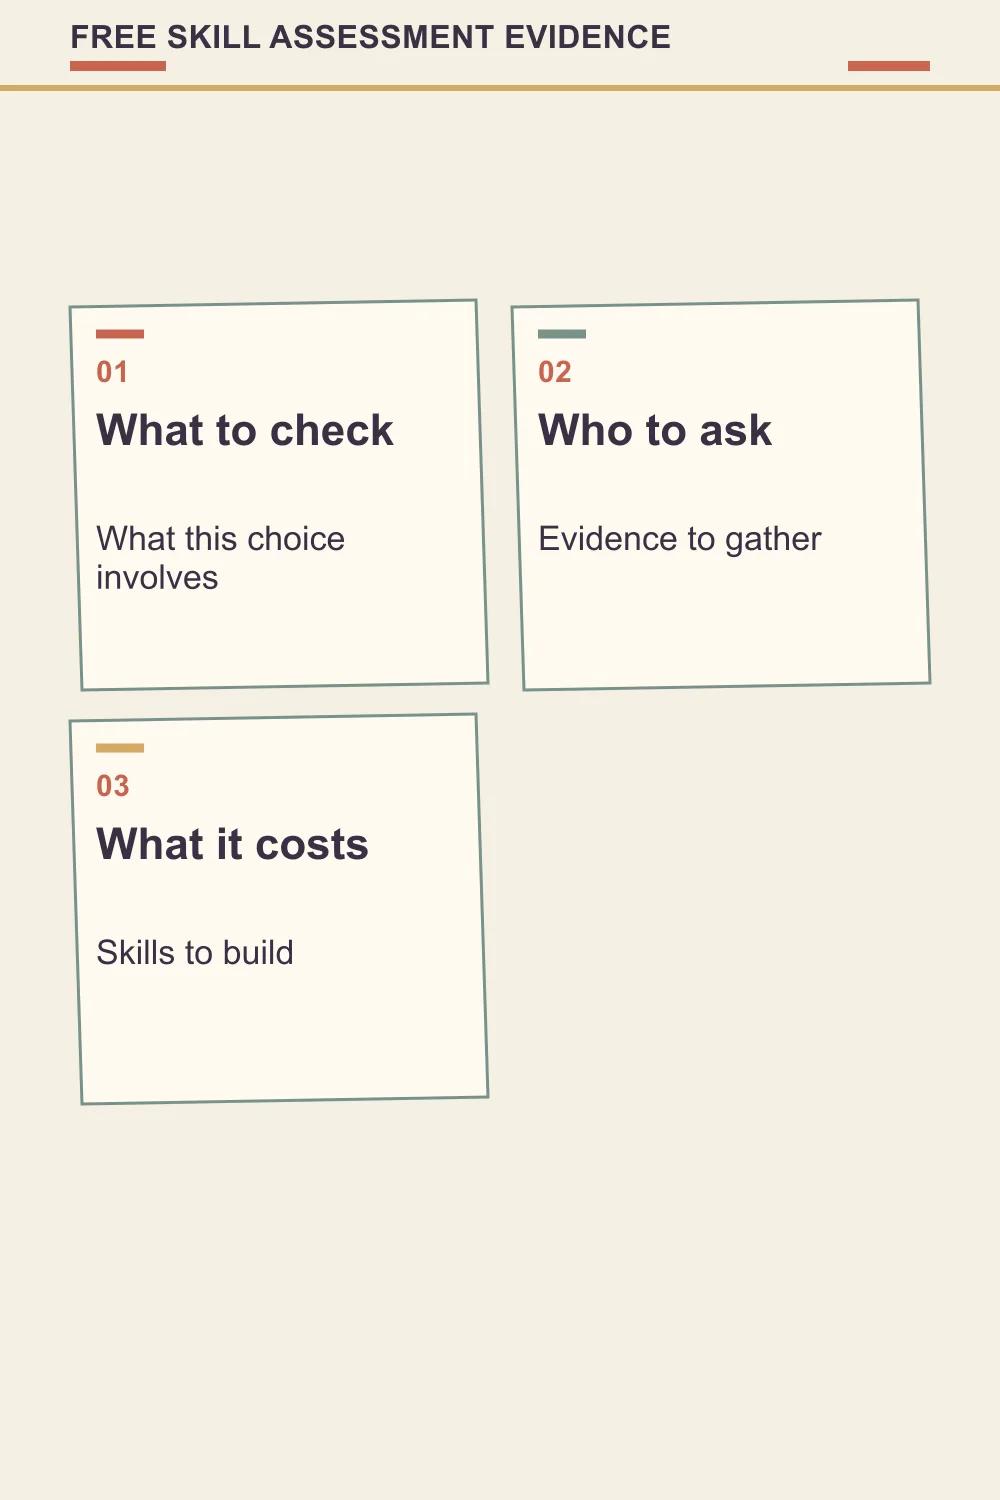 FREE SKILL ASSESSMENT EVIDENCE
01
What to check
What this choice
involves
02
Who to ask
Evidence to gather
03
What it costs
Skills to build